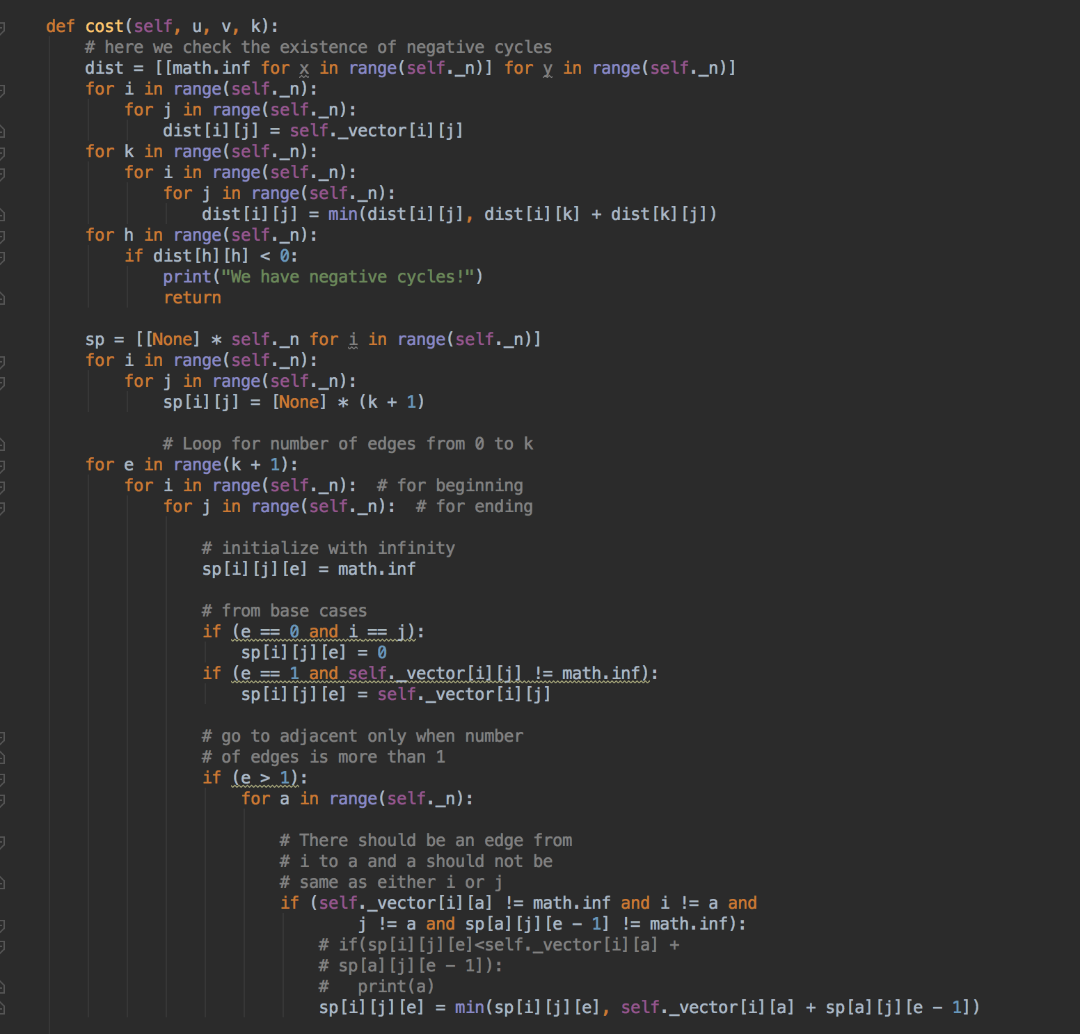 def cost(self, u, v, k):
    # here we check the existence of negative cycles
    dist = [[math.inf for x in range(self._n)] for y in range(self._n)]
    for i in range(self._n):
        for j in range(self._n):
            dist[i][j] = self._vector[i][j]
    for k in range(self._n):
        for i in range(self._n):
            for j in range(self._n):
                dist[i][j] = min(dist[i][j], dist[i][k] + dist[k][j])
    for h in range(self._n):
        if dist[h][h] < 0:
            print("We have negative cycles!")
            return

    sp = [[None] * self._n for i in range(self._n)]
    for i in range(self._n):
        for j in range(self._n):
            sp[i][j] = [None] * (k + 1)

            # Loop for number of edges from 0 to k
    for e in range(k + 1):
        for i in range(self._n):  # for beginning
            for j in range(self._n):  # for ending

                # initialize with infinity
                sp[i][j][e] = math.inf

                # from base cases
                if (e == 0 and i == j):
                    sp[i][j][e] = 0
                if (e == 1 and self._vector[i][j] != math.inf):
                    sp[i][j][e] = self._vector[i][j]

                # go to adjacent only when number
                # of edges is more than 1
                if (e > 1):
                    for a in range(self._n):

                        # There should be an edge from
                        # i to a and a should not be
                        # same as either i or j
                        if (self._vector[i][a] != math.inf and i != a and
                                j != a and sp[a][j][e - 1] != math.inf):
                            # if(sp[i][j][e]<self._vector[i][a] +
                            # sp[a][j][e - 1]):
                            #   print(a)
                            sp[i][j][e] = min(sp[i][j][e], self._vector[i][a] + sp[a][j][e - 1])